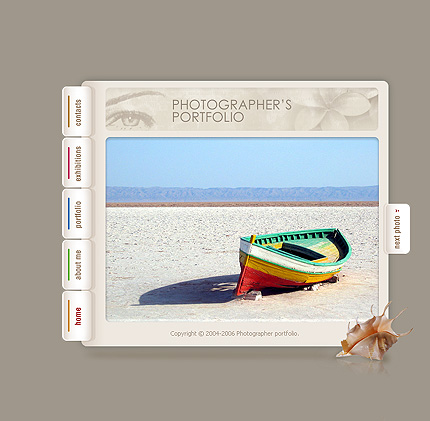 PHOTOGRAPHER'S
PORTFOLIO
contacts
exhibitions
portfolio
about me
home
next photo
Copyright © 2004-2006 Photographer portfolio.